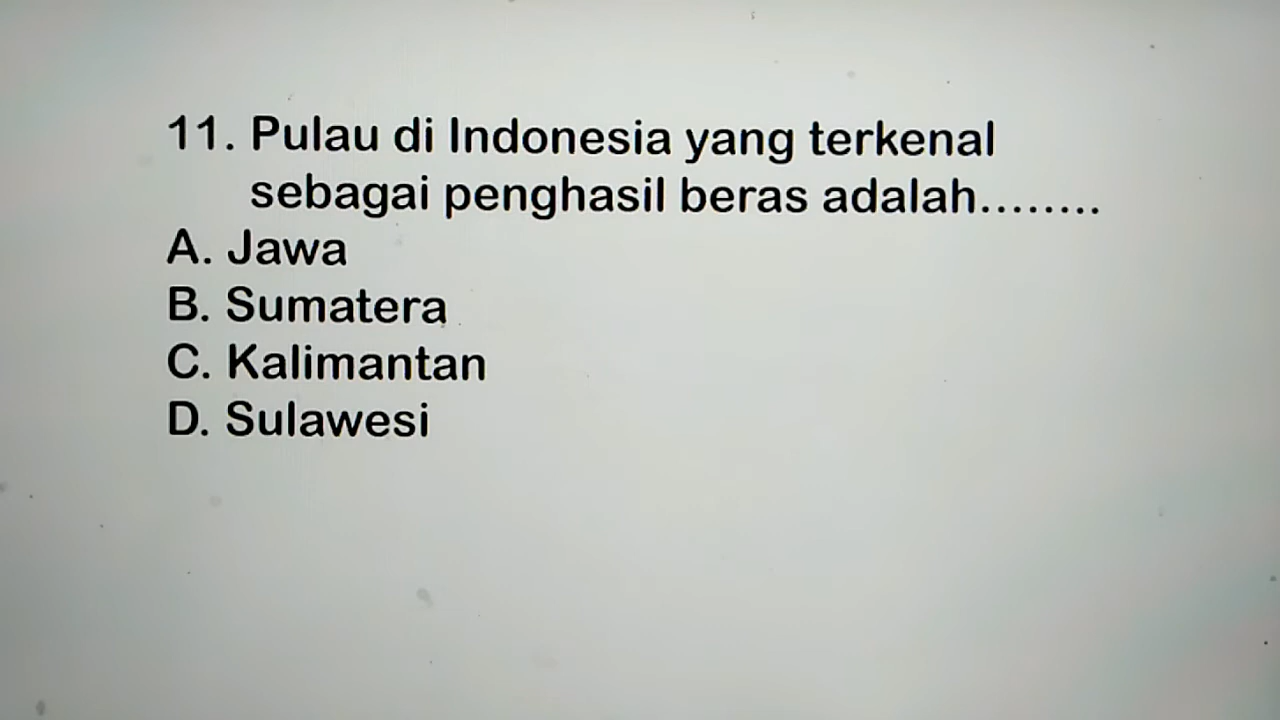 11. Pulau di Indonesia yang terkenal
sebagai penghasil beras adalah........
A. Jawa
B. Sumatera
C. Kalimantan
D. Sulawesi